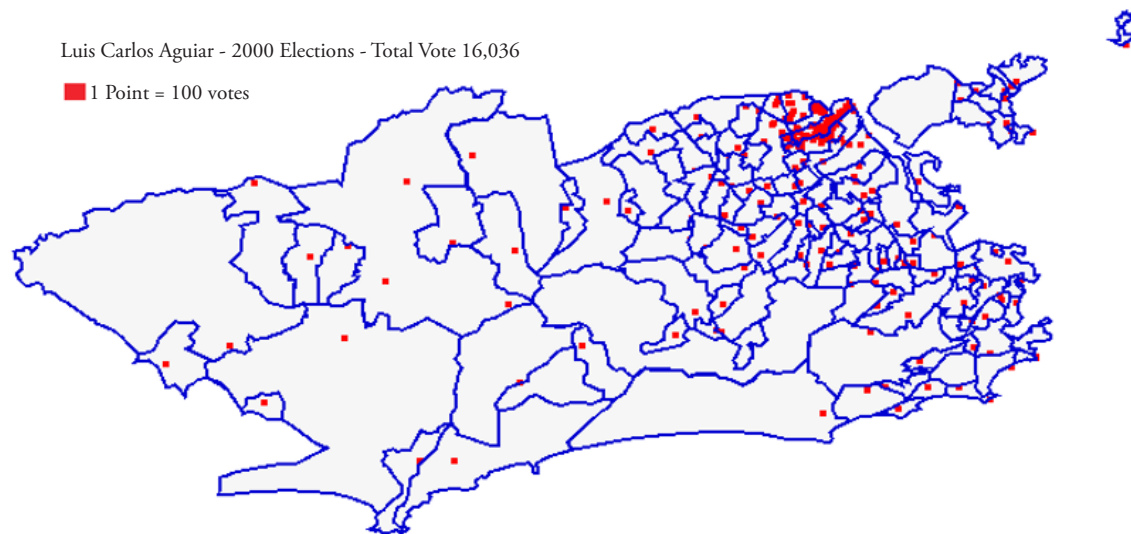 Luis Carlos Aguiar - 2000 Elections - Total Vote 16,036
1 Point = 100 votes